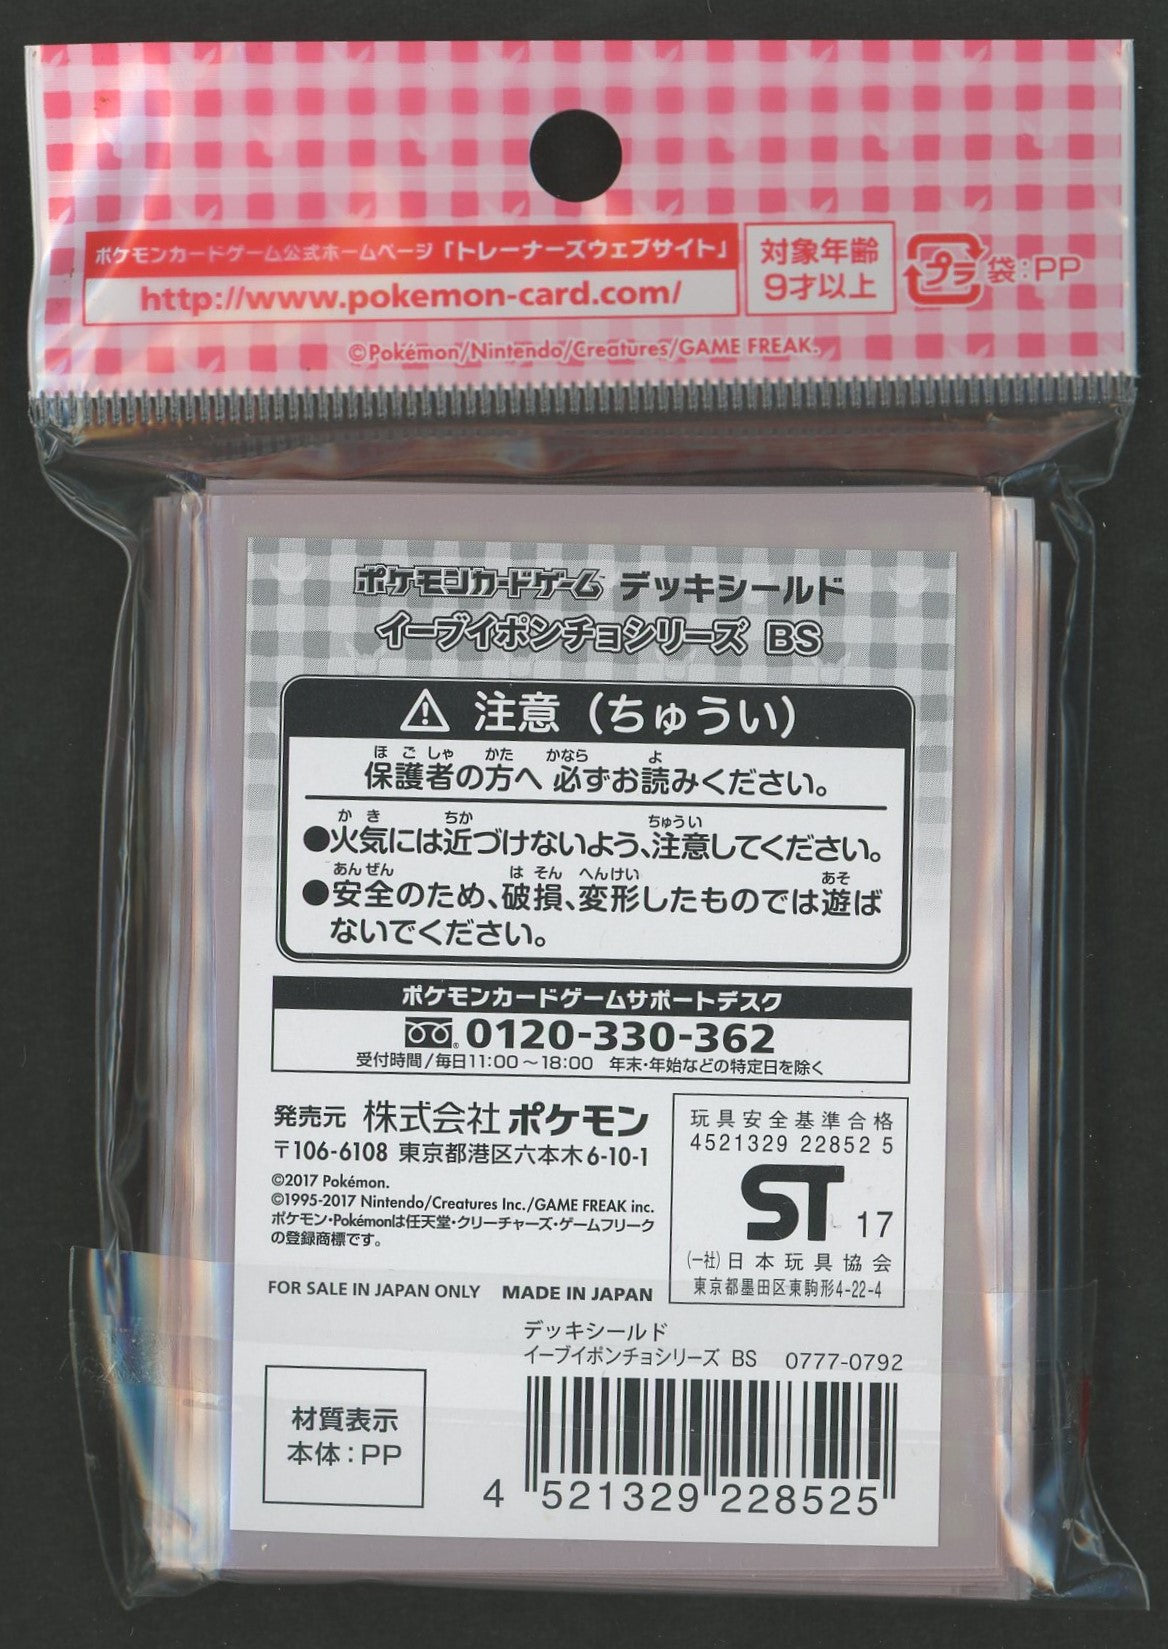 ポケモンカードゲーム公式ホームページ「トレーナーズウェブサイト」
http://www.pokemon-card.com/
対象年齢
9才以上
プラ 袋:PP
©Pokémon/Nintendo/Creatures/GAME FREAK.
ポケモンカードゲーム デッキシールド
イーブイポンチョシリーズ BS
⚠ 注意（ちゅうい）
ほごしゃ かた かなら よ
保護者の方へ 必ずお読みください。
かき ちか ちゅうい
●火気には近づけないよう、注意してください。
あんぜん はそん へんけい あそ
●安全のため、破損、変形したものでは遊ば
ないでください。
ポケモンカードゲームサポートデスク
0120-330-362
受付時間/毎日11:00～18:00 年末・年始などの特定日を除く
発売元 株式会社 ポケモン
〒106-6108 東京都港区六本木6-10-1
©2017 Pokémon.
©1995-2017 Nintendo/Creatures Inc./GAME FREAK inc.
ポケモン・Pokémonは任天堂・クリーチャーズ・ゲームフリーク
の登録商標です。
FOR SALE IN JAPAN ONLY MADE IN JAPAN
玩具安全基準合格
4521329 22852 5
ST 17
(一社)日本玩具協会
東京都墨田区東駒形4-22-4
デッキシールド
イーブイポンチョシリーズ BS 0777-0792
材質表示
本体:PP
4 521329 228525